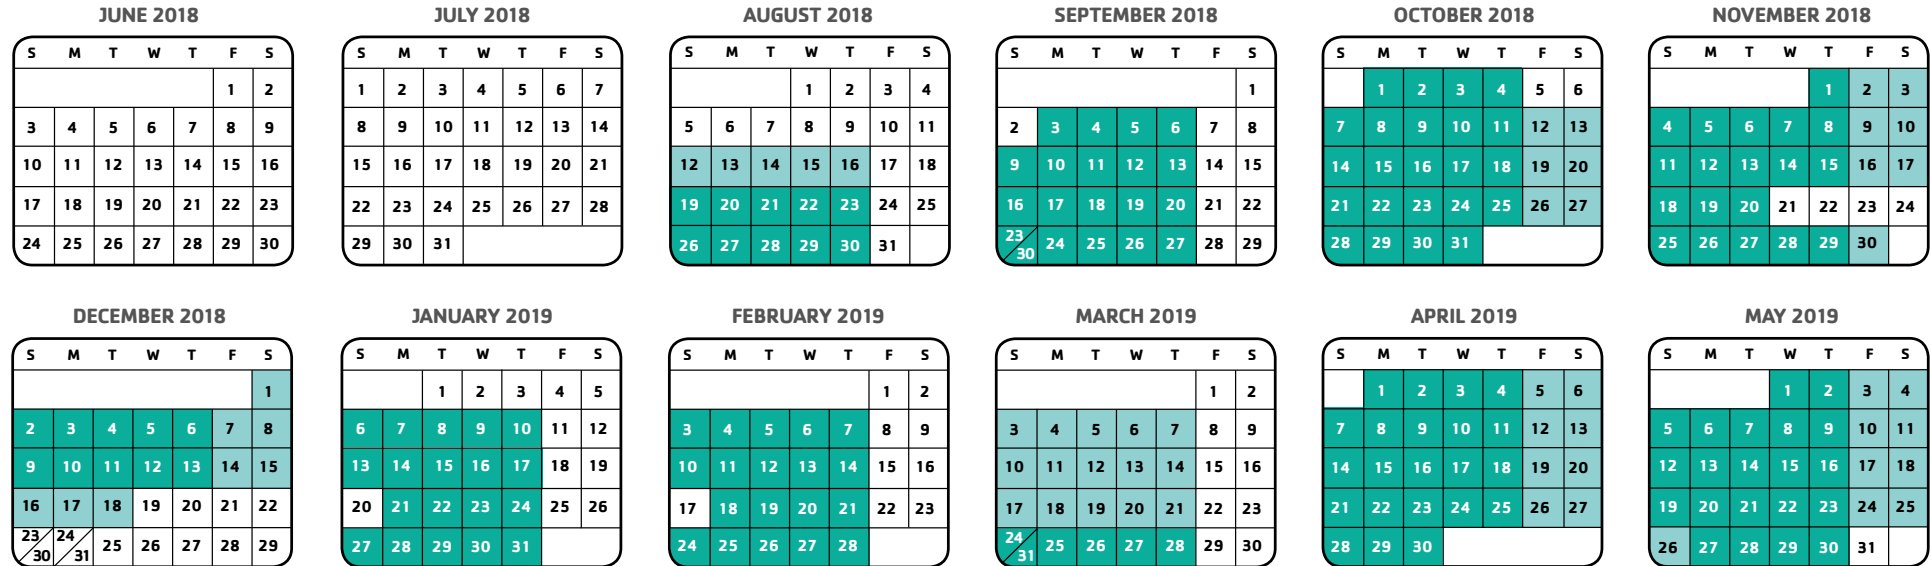 JUNE 2018
S M T W T F S
1 2
3 4 5 6 7 8 9
10 11 12 13 14 15 16
17 18 19 20 21 22 23
24 25 26 27 28 29 30
JULY 2018
S M T W T F S
1 2 3 4 5 6 7
8 9 10 11 12 13 14
15 16 17 18 19 20 21
22 23 24 25 26 27 28
29 30 31
AUGUST 2018
S M T W T F S
1 2 3 4
5 6 7 8 9 10 11
12 13 14 15 16 17 18
19 20 21 22 23 24 25
26 27 28 29 30 31
SEPTEMBER 2018
S M T W T F S
1
2 3 4 5 6 7 8
9 10 11 12 13 14 15
16 17 18 19 20 21 22
23/30 24 25 26 27 28 29
OCTOBER 2018
S M T W T F S
1 2 3 4 5 6
7 8 9 10 11 12 13
14 15 16 17 18 19 20
21 22 23 24 25 26 27
28 29 30 31
NOVEMBER 2018
S M T W T F S
1 2 3
4 5 6 7 8 9 10
11 12 13 14 15 16 17
18 19 20 21 22 23 24
25 26 27 28 29 30
DECEMBER 2018
S M T W T F S
1
2 3 4 5 6 7 8
9 10 11 12 13 14 15
16 17 18 19 20 21 22
23/30 24/31 25 26 27 28 29
JANUARY 2019
S M T W T F S
1 2 3 4 5
6 7 8 9 10 11 12
13 14 15 16 17 18 19
20 21 22 23 24 25 26
27 28 29 30 31
FEBRUARY 2019
S M T W T F S
1 2
3 4 5 6 7 8 9
10 11 12 13 14 15 16
17 18 19 20 21 22 23
24 25 26 27 28
MARCH 2019
S M T W T F S
1 2
3 4 5 6 7 8 9
10 11 12 13 14 15 16
17 18 19 20 21 22 23
24/31 25 26 27 28 29 30
APRIL 2019
S M T W T F S
1 2 3 4 5 6
7 8 9 10 11 12 13
14 15 16 17 18 19 20
21 22 23 24 25 26 27
28 29 30
MAY 2019
S M T W T F S
1 2 3 4
5 6 7 8 9 10 11
12 13 14 15 16 17 18
19 20 21 22 23 24 25
26 27 28 29 30 31